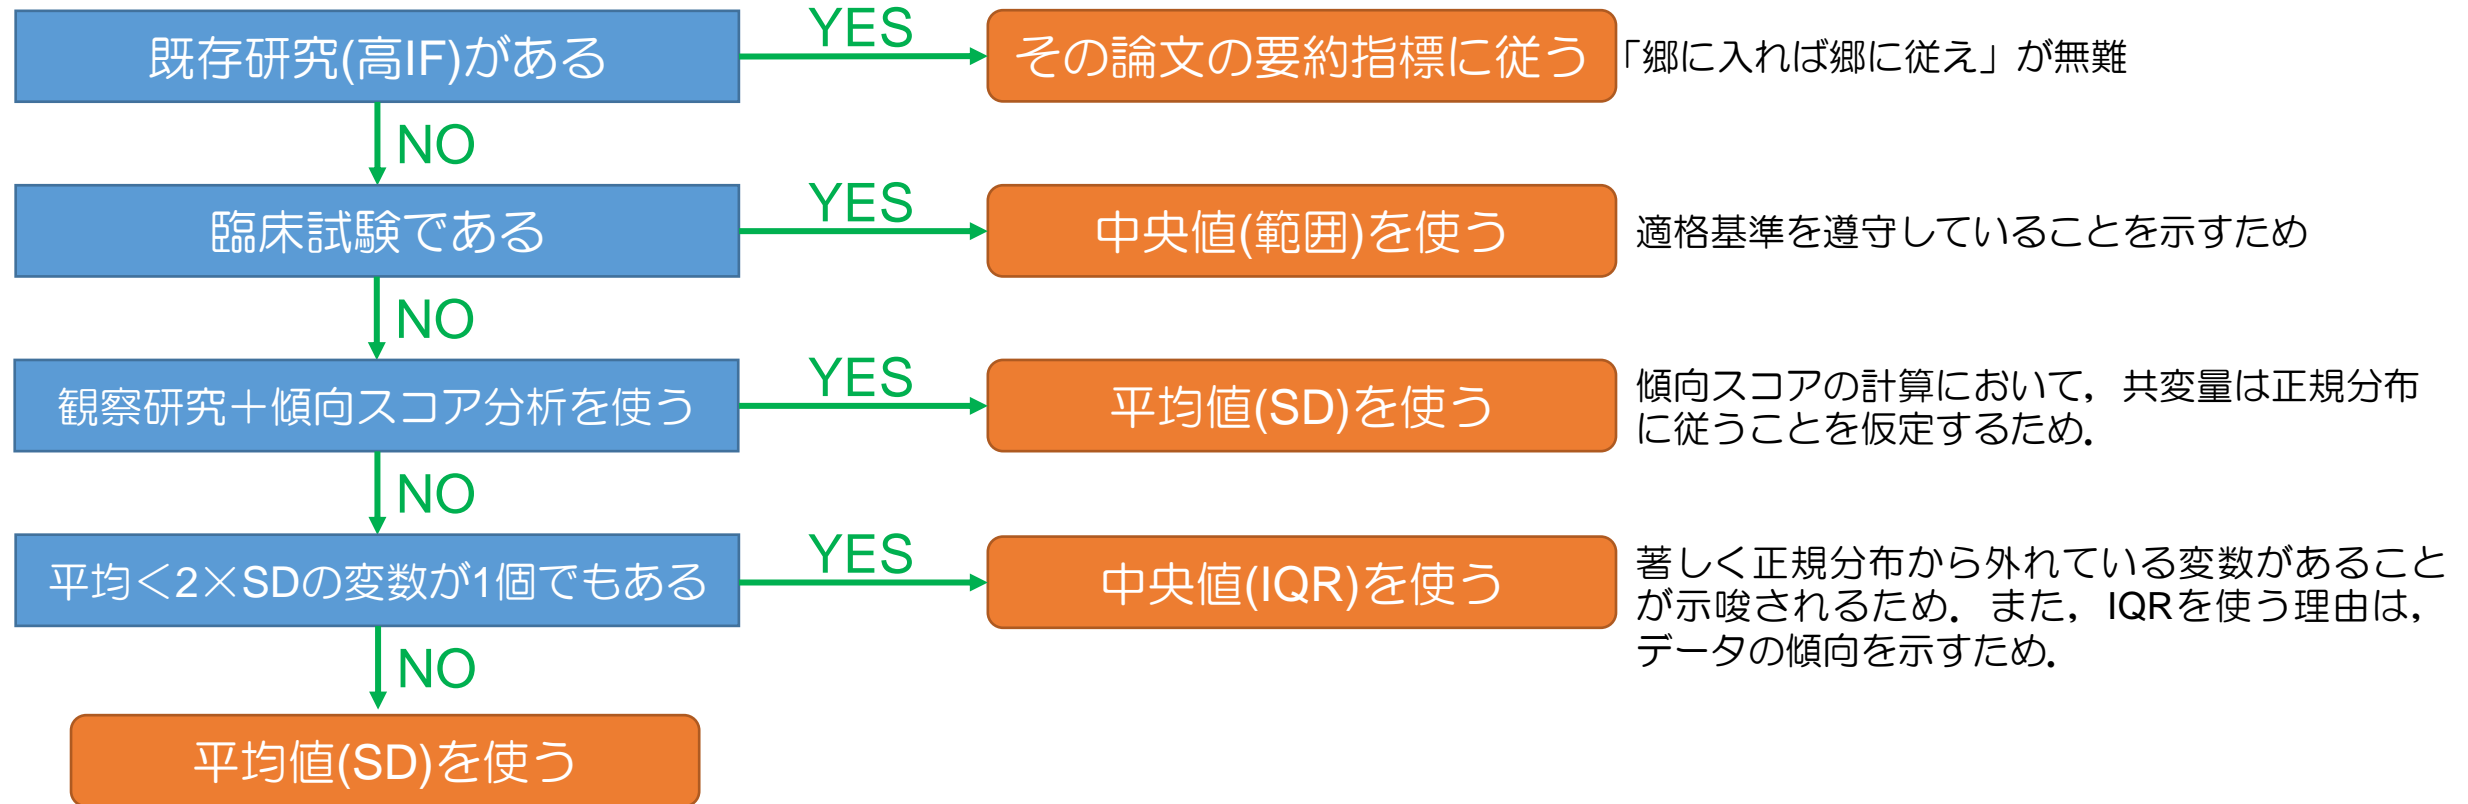 既存研究(高IF)がある
YES
その論文の要約指標に従う
「郷に入れば郷に従え」が無難
NO
臨床試験である
YES
中央値(範囲)を使う
適格基準を遵守していることを示すため
NO
観察研究＋傾向スコア分析を使う
YES
平均値(SD)を使う
傾向スコアの計算において，共変量は正規分布
に従うことを仮定するため．
NO
平均＜2×SDの変数が1個でもある
YES
中央値(IQR)を使う
著しく正規分布から外れている変数があること
が示唆されるため．また，IQRを使う理由は，
データの傾向を示すため．
NO
平均値(SD)を使う